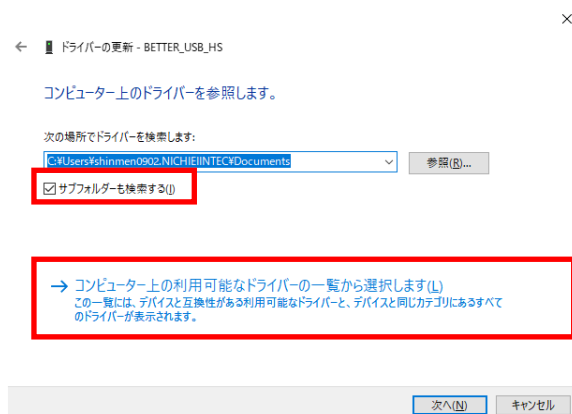 ドライバーの更新 - BETTER_USB_HS
コンピューター上のドライバーを参照します。
次の場所でドライバーを検索します:
C:¥Users¥shinmen0902.NICHIEIINTEC¥Documents
参照(R)...
サブフォルダーも検索する(I)
コンピューター上の利用可能なドライバーの一覧から選択します(L)
この一覧には、デバイスと互換性がある利用可能なドライバーと、デバイスと同じカテゴリにあるすべて
のドライバーが表示されます。
次へ(N)
キャンセル